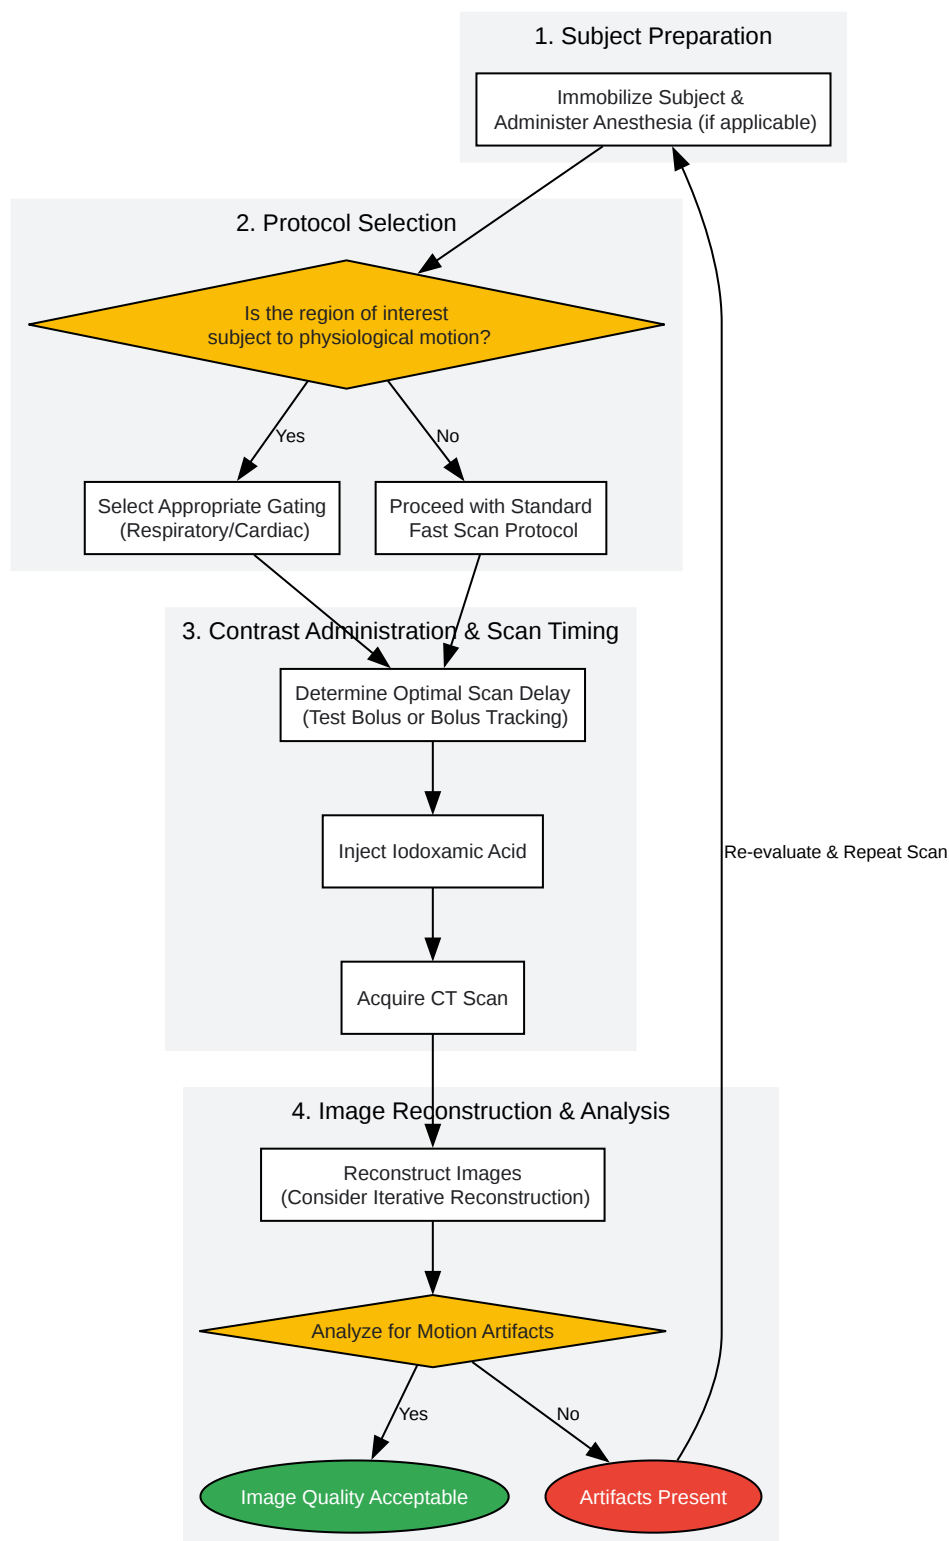 1. Subject Preparation
Immobilize Subject &
Administer Anesthesia (if applicable)
2. Protocol Selection
Is the region of interest
subject to physiological motion?
Yes
No
Select Appropriate Gating
(Respiratory/Cardiac)
Proceed with Standard
Fast Scan Protocol
3. Contrast Administration & Scan Timing
Determine Optimal Scan Delay
(Test Bolus or Bolus Tracking)
Inject Iodoxamic Acid
Re-evaluate & Repeat Scan
Acquire CT Scan
4. Image Reconstruction & Analysis
Reconstruct Images
(Consider Iterative Reconstruction)
Analyze for Motion Artifacts
Yes
No
Image Quality Acceptable
Artifacts Present